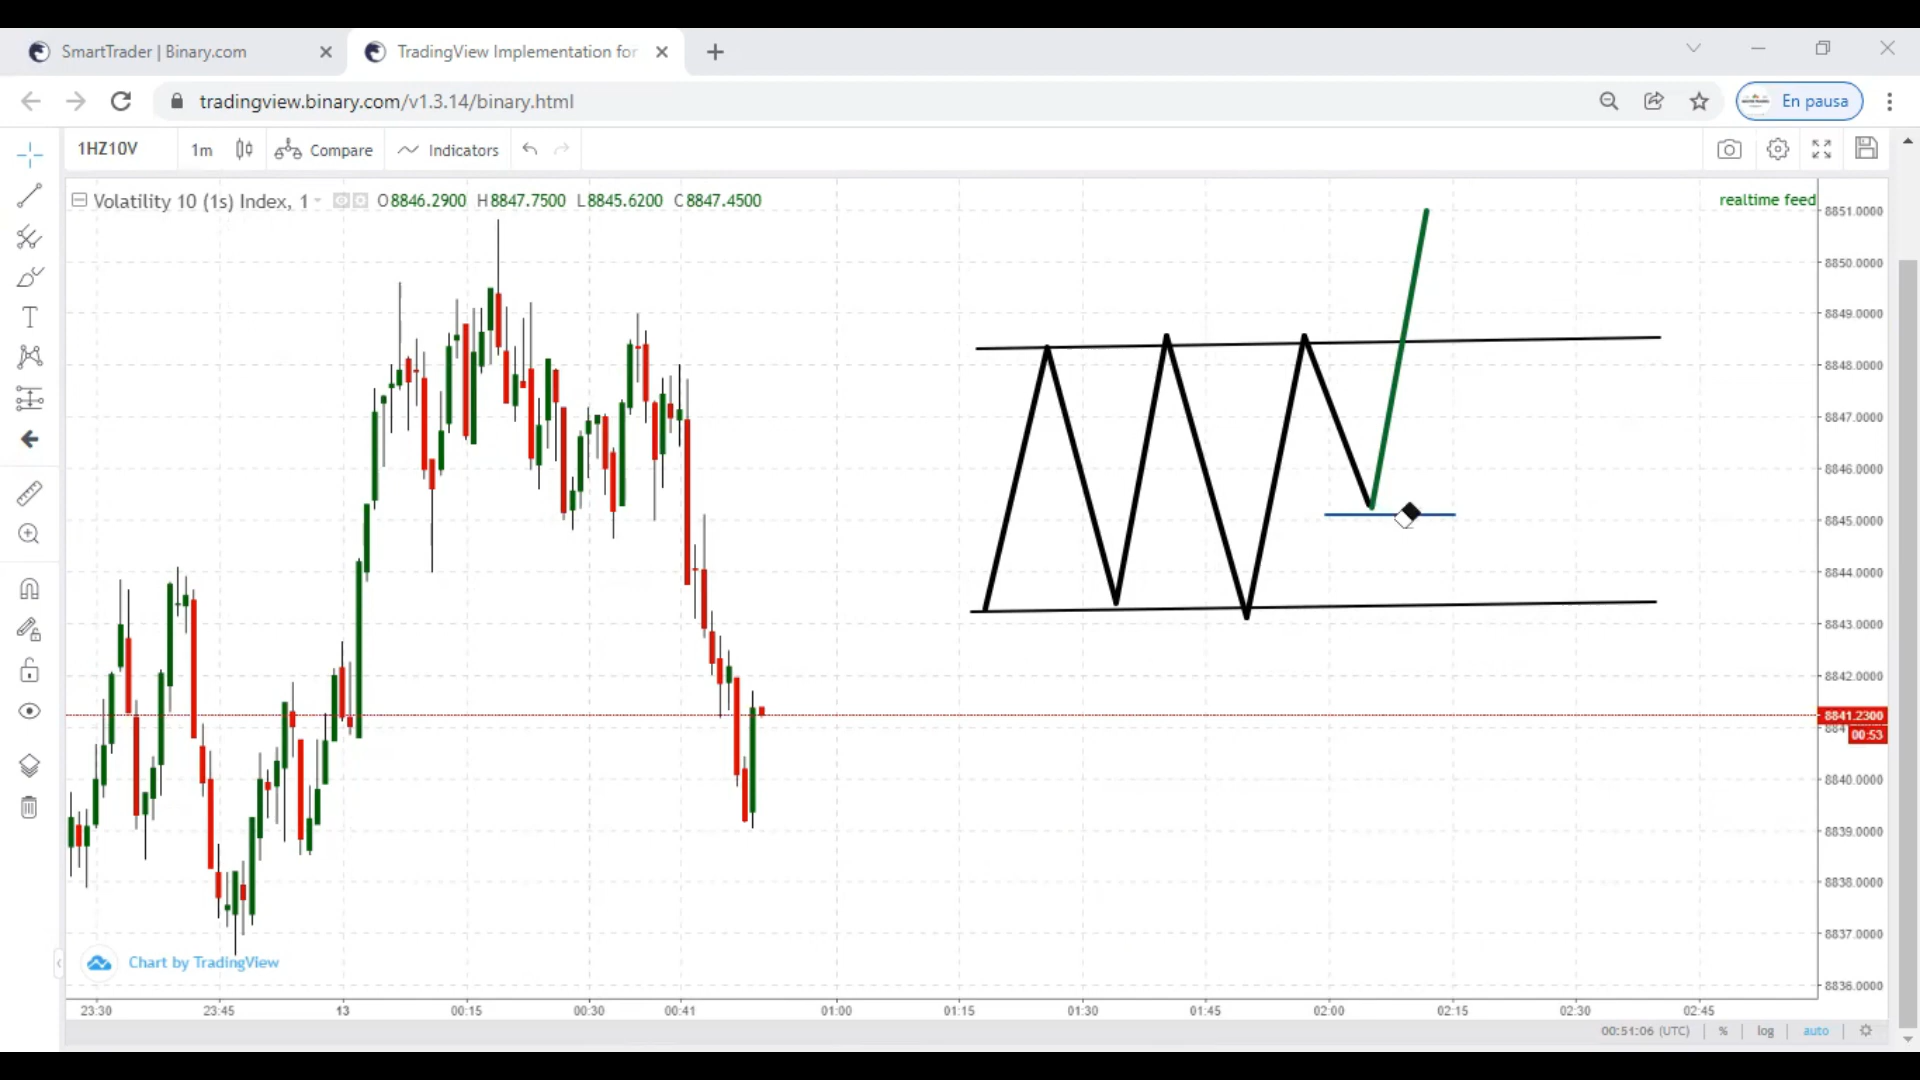 SmartTrader | Binary.com
TradingView Implementation for
tradingview.binary.com/v1.3.14/binary.html
En pausa
1HZ10V
1m
Compare
Indicators
Volatility 10 (1s) Index, 1
O8846.2900 H8847.7500 L8845.6200 C8847.4500
realtime feed
8851.0000
8850.0000
8849.0000
8848.0000
8847.0000
8846.0000
8845.0000
8844.0000
8843.0000
8842.0000
8841.2300
00:53
8840.0000
8839.0000
8838.0000
8837.0000
8836.0000
Chart by TradingView
23:30 23:45 13 00:15 00:30 00:41 01:00 01:15 01:30 01:45 02:00 02:15 02:30 02:45
00:51:06 (UTC) % log auto